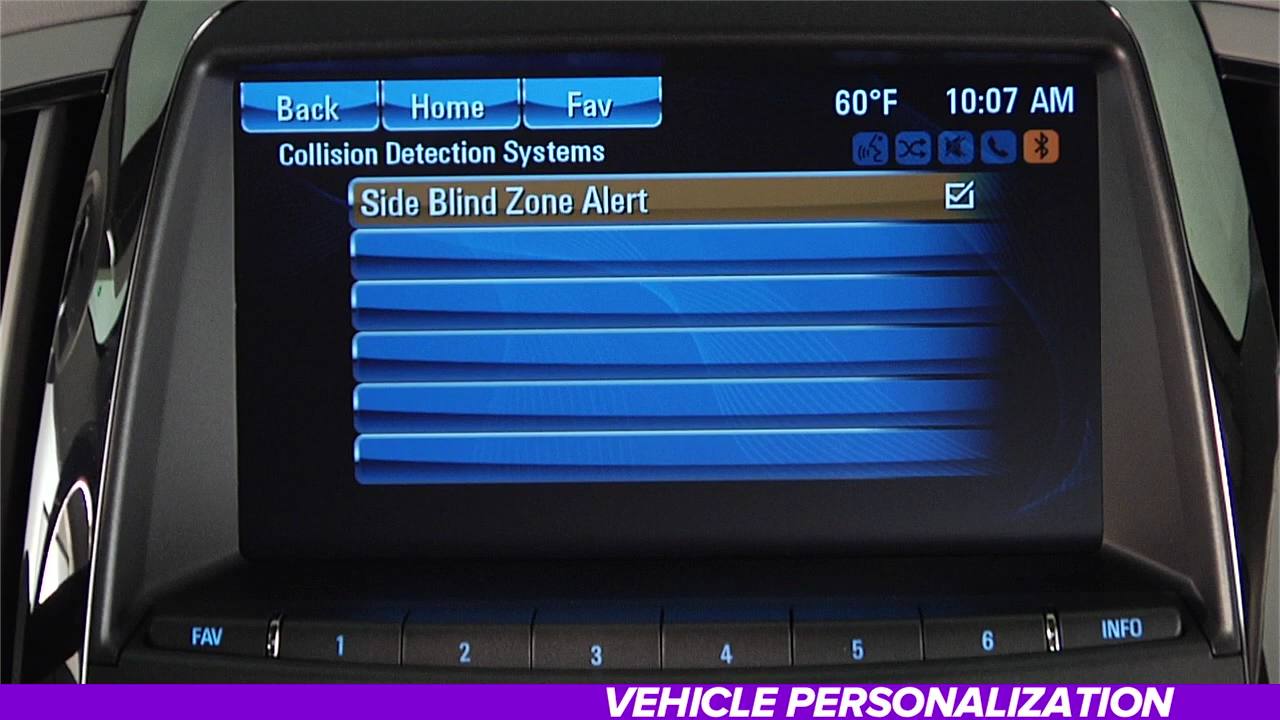 Back Home Fav 60°F 10:07 AM
Collision Detection Systems
Side Blind Zone Alert
FAV 1 2 3 4 5 6 INFO
VEHICLE PERSONALIZATION